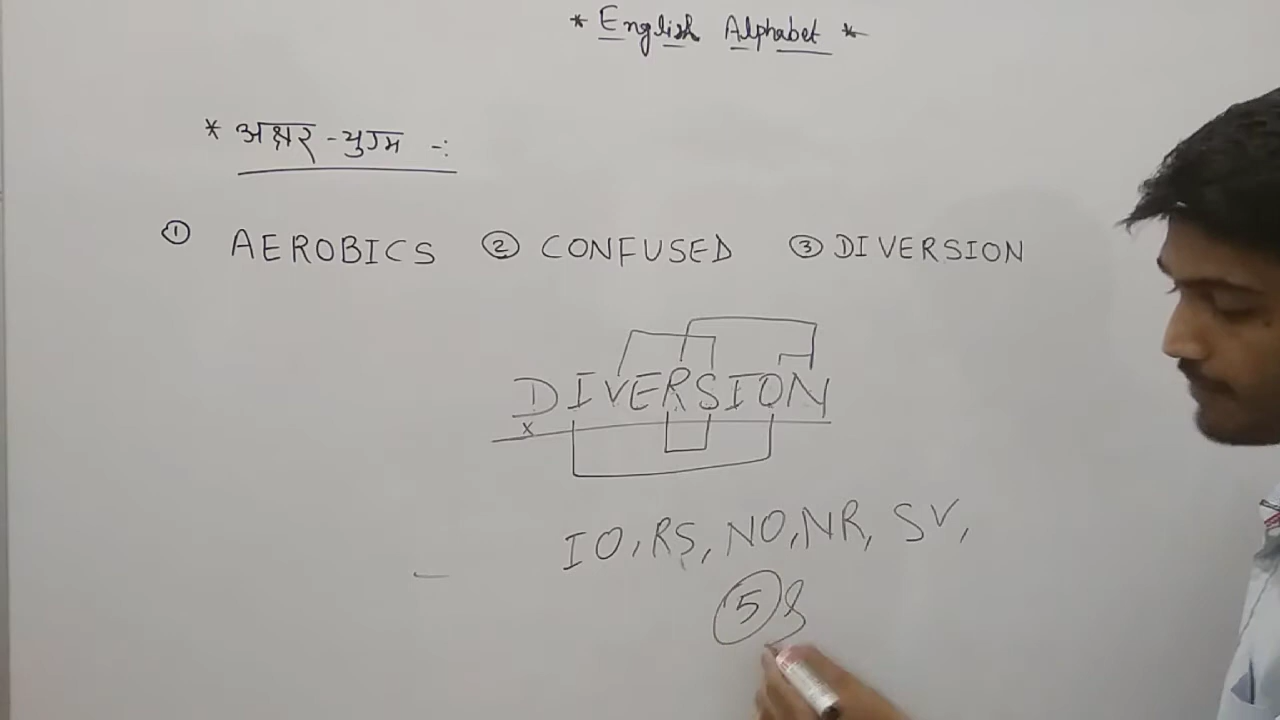 * English Alphabet *
* अक्षर-युग्म -:
① AEROBICS ② CONFUSED ③ DIVERSION
DIVERSION
x
IO, RS, NO, NR, SV,
⑤